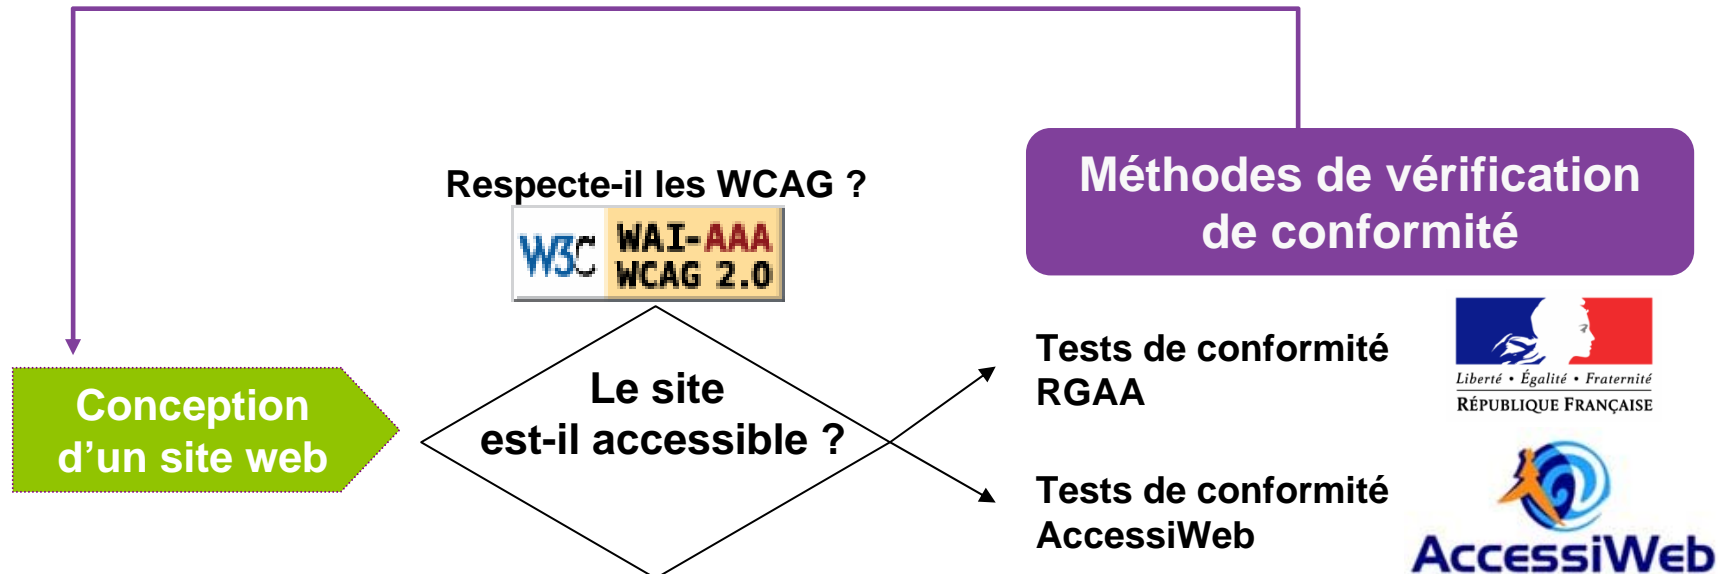 Respecte-il les WCAG ?
W3C WAI-AAA
WCAG 2.0
Méthodes de vérification
de conformité
Conception
d’un site web
Le site
est-il accessible ?
Tests de conformité
RGAA
Liberté • Égalité • Fraternité
RÉPUBLIQUE FRANÇAISE
Tests de conformité
AccessiWeb
AccessiWeb